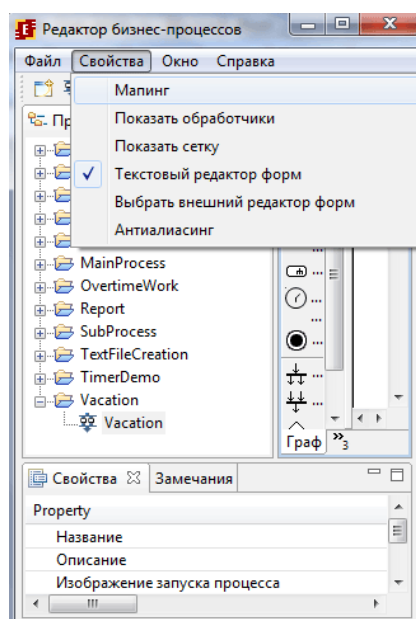 Редактор бизнес-процессов
Файл Свойства Окно Справка
Мапинг
Показать обработчики
Показать сетку
Текстовый редактор форм
Выбрать внешний редактор форм
Антиалиасинг
MainProcess
OvertimeWork
Report
SubProcess
TextFileCreation
TimerDemo
Vacation
Vacation
...
...
...
...
...
...
...
Граф »3
Свойства Замечания
Property
Название
Описание
Изображение запуска процесса